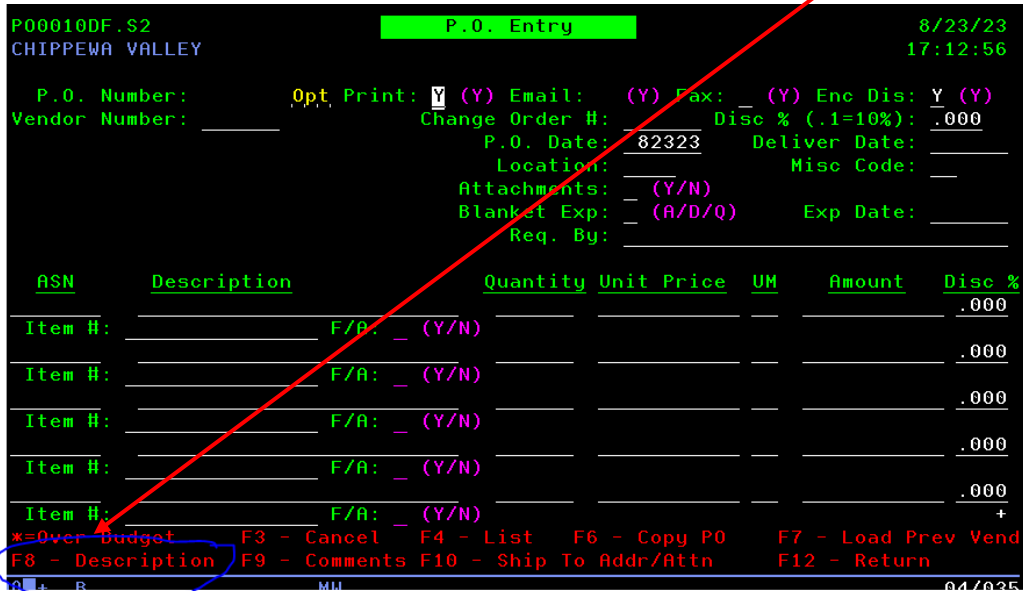 PO0010DF.S2 P.O. Entry 8/23/23
CHIPPEWA VALLEY 17:12:56
P.O. Number: Opt Print: Y (Y) Email: (Y) Fax: _ (Y) Enc Dis: Y (Y)
Vendor Number: Change Order #: Disc % (.1=10%): .000
P.O. Date: 82323 Deliver Date:
Location: Misc Code:
Attachments: _ (Y/N)
Blanket Exp: _ (A/D/Q) Exp Date:
Req. By:
ASN Description Quantity Unit Price UM Amount Disc %
.000
Item #: F/A: _ (Y/N)
.000
Item #: F/A: _ (Y/N)
.000
Item #: F/A: _ (Y/N)
.000
Item #: F/A: _ (Y/N)
.000
Item #: F/A: _ (Y/N) +
*=Over Budget F3 - Cancel F4 - List F6 - Copy PO F7 - Load Prev Vend
F8 - Description F9 - Comments F10 - Ship To Addr/Attn F12 - Return
B MW 04/035